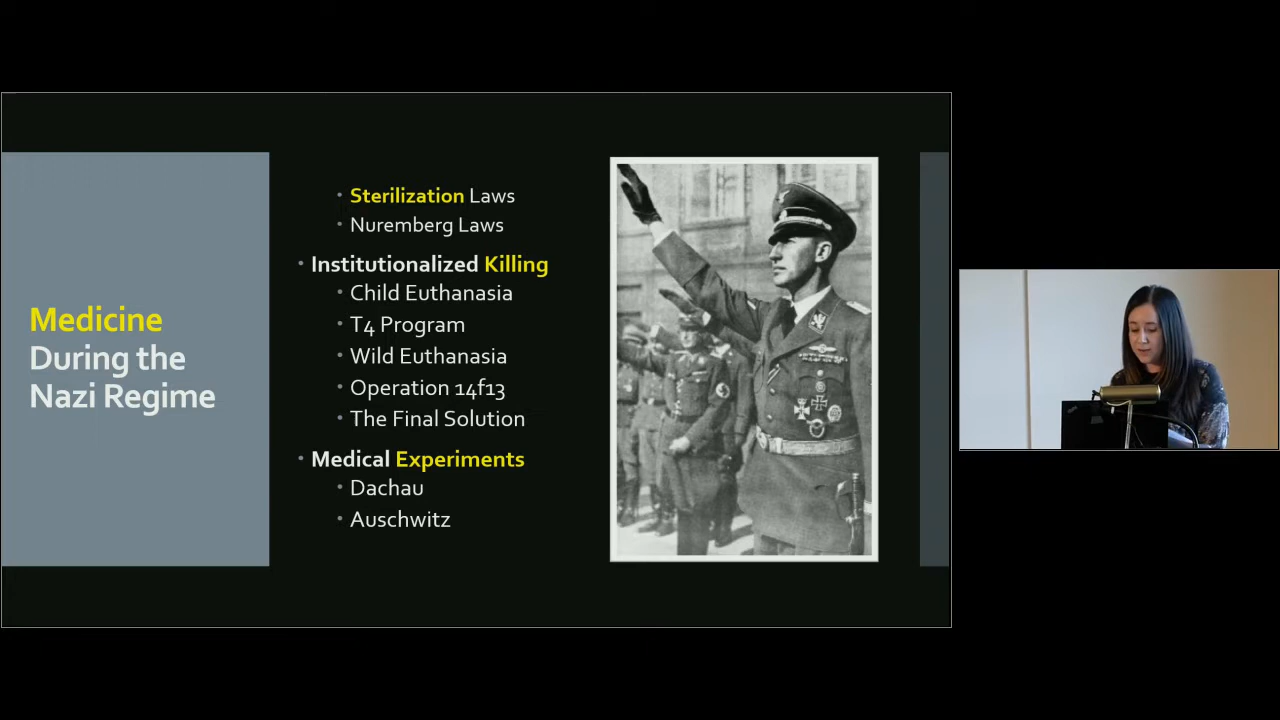 Medicine
During the
Nazi Regime
Sterilization Laws
Nuremberg Laws
Institutionalized Killing
Child Euthanasia
T4 Program
Wild Euthanasia
Operation 14f13
The Final Solution
Medical Experiments
Dachau
Auschwitz